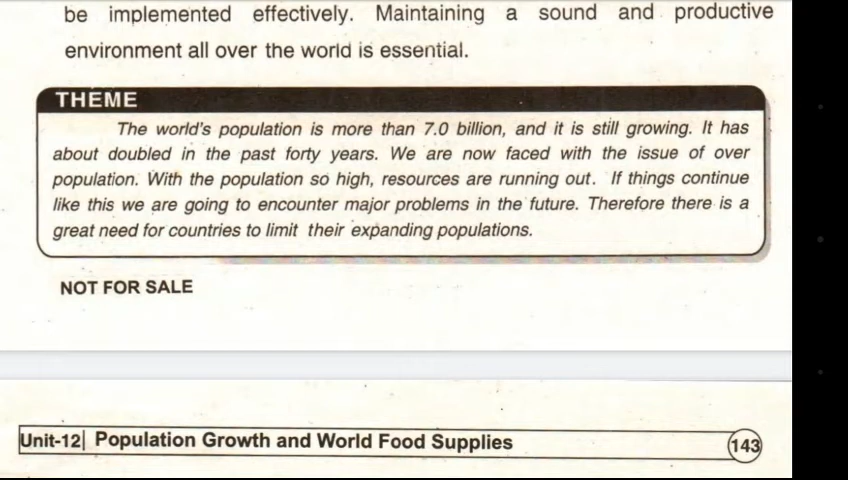 be implemented effectively. Maintaining a sound and productive
environment all over the world is essential.
THEME
The world's population is more than 7.0 billion, and it is still growing. It has
about doubled in the past forty years. We are now faced with the issue of over
population. With the population so high, resources are running out. If things continue
like this we are going to encounter major problems in the future. Therefore there is a
great need for countries to limit their expanding populations.
NOT FOR SALE
Unit-12| Population Growth and World Food Supplies 143